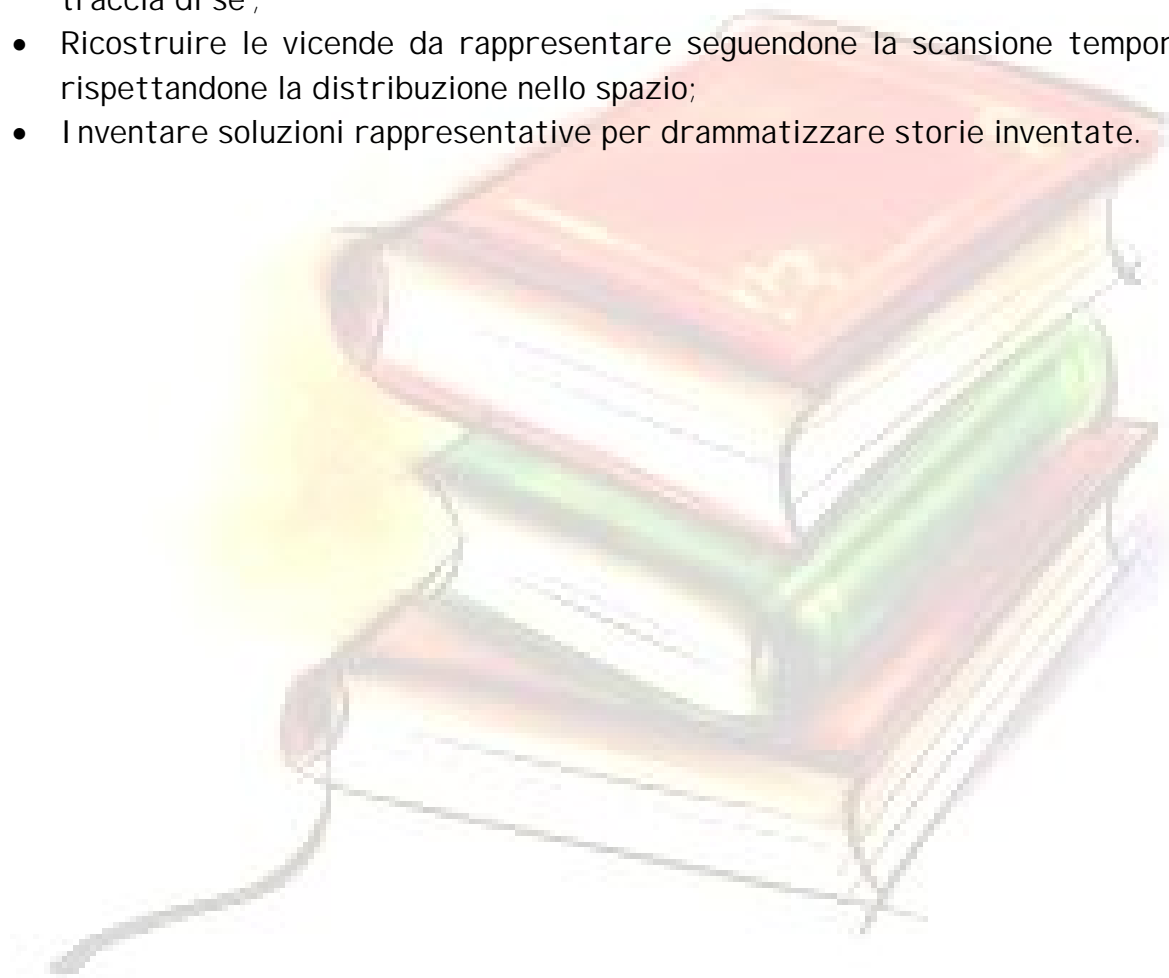 traccia di sé;
• Ricostruire le vicende da rappresentare seguendone la scansione tempor
rispettandone la distribuzione nello spazio;
• Inventare soluzioni rappresentative per drammatizzare storie inventate.